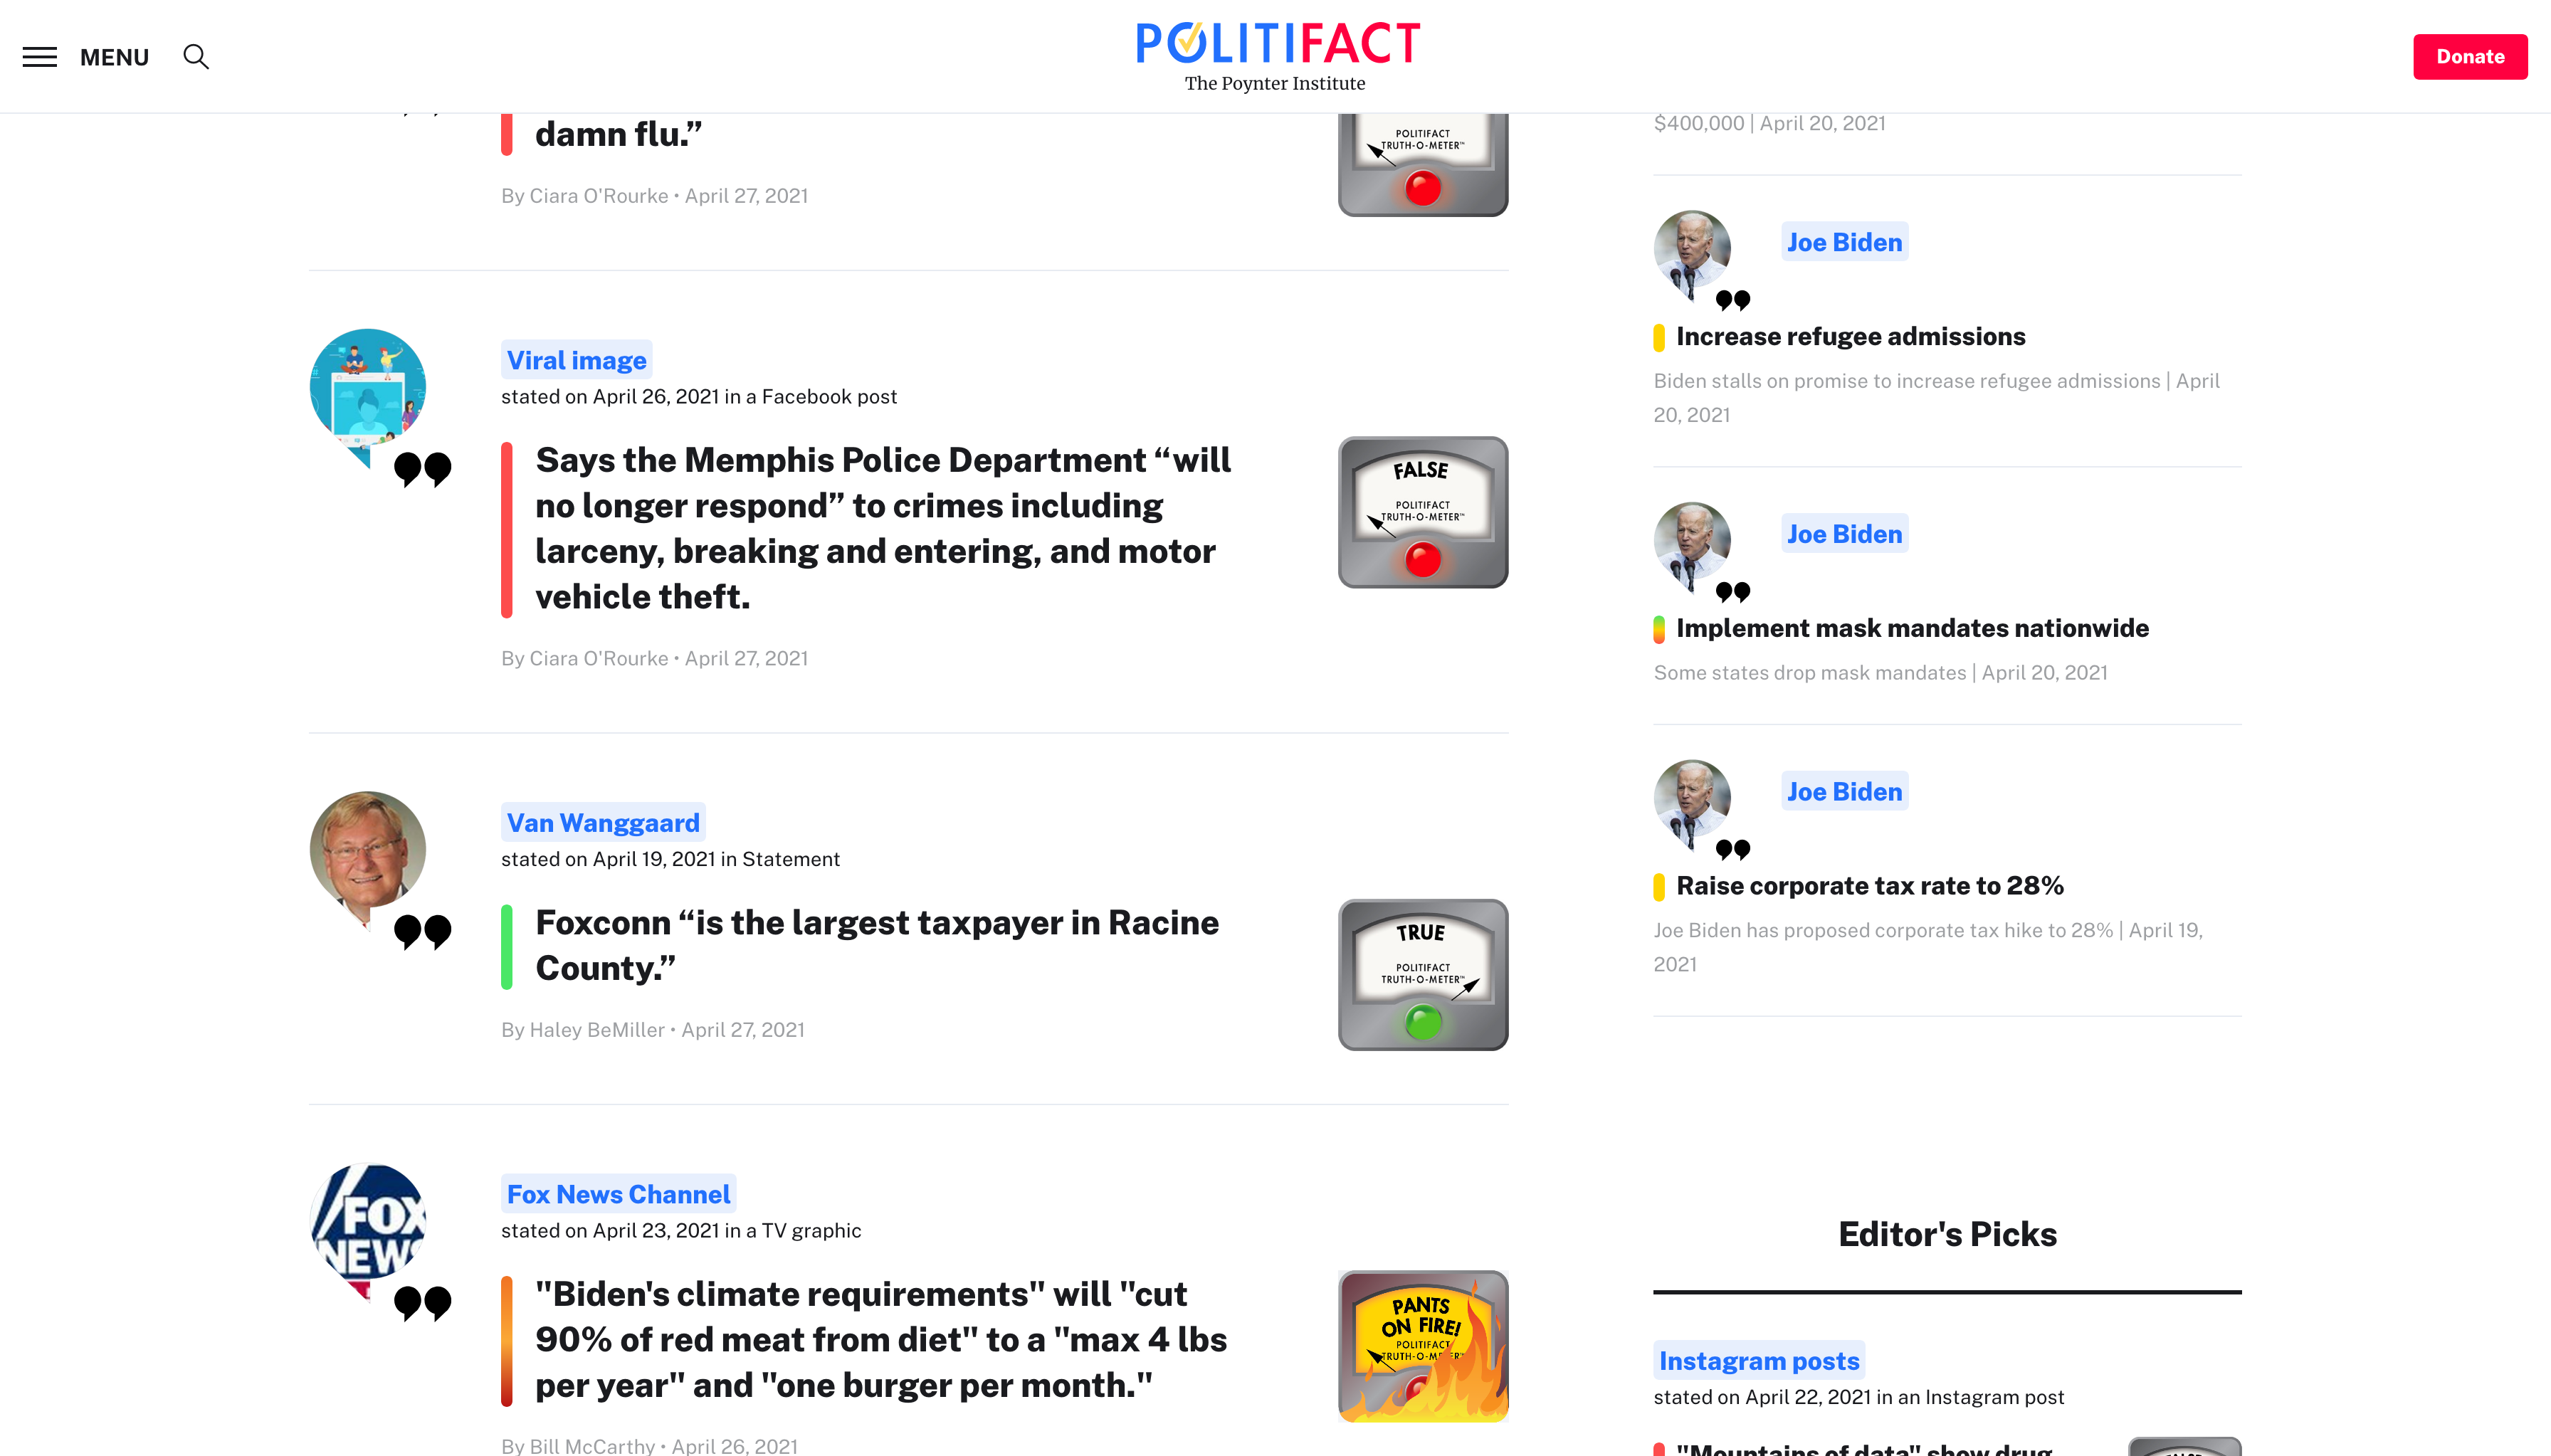 MENU
POLITIFACT
The Poynter Institute
Donate
damn flu.”
By Ciara O'Rourke • April 27, 2021
POLITIFACT
TRUTH-O-METER™
Viral image
stated on April 26, 2021 in a Facebook post
Says the Memphis Police Department “will
no longer respond” to crimes including
larceny, breaking and entering, and motor
vehicle theft.
By Ciara O'Rourke • April 27, 2021
FALSE
POLITIFACT
TRUTH-O-METER™
Van Wanggaard
stated on April 19, 2021 in Statement
Foxconn “is the largest taxpayer in Racine
County.”
By Haley BeMiller • April 27, 2021
TRUE
POLITIFACT
TRUTH-O-METER™
FOX
NEWS
Fox News Channel
stated on April 23, 2021 in a TV graphic
"Biden's climate requirements" will "cut
90% of red meat from diet" to a "max 4 lbs
per year" and "one burger per month."
By Bill McCarthy • April 26, 2021
PANTS
ON FIRE!
POLITIFACT
TRUTH-O-METER™
$400,000 | April 20, 2021
Joe Biden
Increase refugee admissions
Biden stalls on promise to increase refugee admissions | April
20, 2021
Joe Biden
Implement mask mandates nationwide
Some states drop mask mandates | April 20, 2021
Joe Biden
Raise corporate tax rate to 28%
Joe Biden has proposed corporate tax hike to 28% | April 19,
2021
Editor's Picks
Instagram posts
stated on April 22, 2021 in an Instagram post
"Mountains of data" show drug